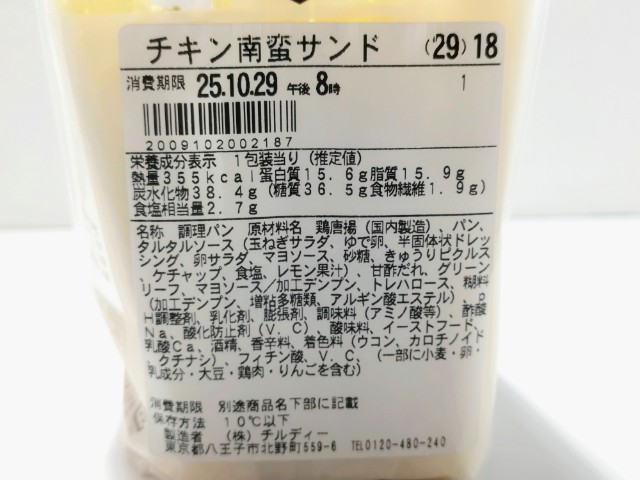 チキン南蛮サンド (29) 18
消費期限 25.10.29 午後 8時 1
2009102002187
栄養成分表示 1包装当り (推定値)
熱量355kcal蛋白質15.6g脂質15.9g
炭水化物38.4g(糖質36.5g食物繊維1.9g)
食塩相当量2.7g
名称 調理パン 原材料名 鶏唐揚(国内製造)、パン、
タルタルソース(玉ねぎサラダ、ゆで卵、半固体状ドレッ
シング、卵サラダ、マヨソース、砂糖、きゅうりピクルス
、ケチャップ、食塩、レモン果汁)、甘酢だれ、グリーン
リーフ、マヨソース/加工デンプン、トレハロース、糊料
(加工デンプン、増粘多糖類、アルギン酸エステル)、p
H調整剤、乳化剤、膨張剤、調味料(アミノ酸等)、酢酸
Na、酸化防止剤(V.C)、酸味料、イーストフード、
乳酸Ca、酒精、香辛料、着色料(ウコン、カロチノイド
、クチナシ)、フィチン酸、V.C、(一部に小麦・卵・
乳成分・大豆・鶏肉・りんごを含む)
消費期限 別途商品名下部に記載
保存方法 10℃以下
製造者 (株)チルディー
東京都八王子市北野町559-6 TEL0120-480-240